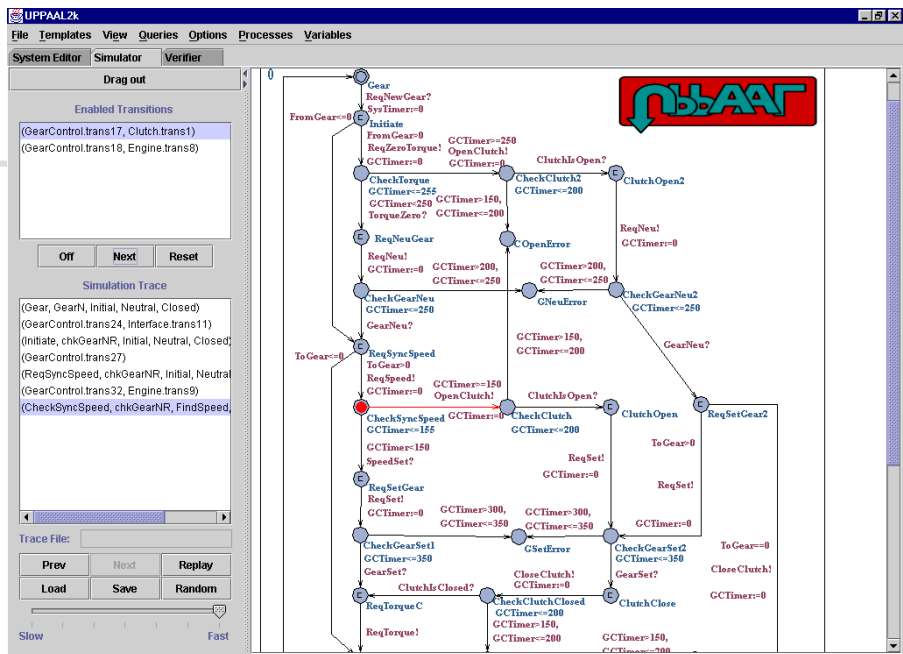 UPPAAL2k
File Templates View Queries Options Processes Variables
System Editor Simulator Verifier
Drag out
Enabled Transitions
(GearControl.trans17, Clutch.trans1)
(GearControl.trans18, Engine.trans8)
Off Next Reset
Simulation Trace
(Gear, GearN, Initial, Neutral, Closed)
(GearControl.trans24, Interface.trans11)
(Initiate, chkGearNR, Initial, Neutral, Closed)
(GearControl.trans27)
(ReqSyncSpeed, chkGearNR, Initial, Neutral
(GearControl.trans32, Engine.trans9)
(CheckSyncSpeed, chkGearNR, FindSpeed,
Trace File:
Prev Next Replay
Load Save Random
Slow Fast
0
UPPAAL
Gear
ReqNewGear?
SysTimer:=0
FromGear<=0
Initiate
FromGear>0
ReqZeroTorque!
GCTimer:=0
GCTimer>=250
OpenClutch!
GCTimer:=0
ClutchIsOpen?
CheckTorque
GCTimer<=255
GCTimer<250
TorqueZero?
CheckClutch2
GCTimer<=200
ClutchOpen2
GCTimer>150,
GCTimer<=200
ReqNeuGear
COpenError
ReqNeu!
GCTimer:=0
ReqNeu!
GCTimer:=0
GCTimer>200,
GCTimer<=250
GCTimer>200,
GCTimer<=250
CheckGearNeu
GCTimer<=250
GNeuError
CheckGearNeu2
GCTimer<=250
GearNeu?
GCTimer>150,
GCTimer<=200
GearNeu?
ToGear<=0
ReqSyncSpeed
ToGear>0
ReqSpeed!
GCTimer:=0
GCTimer>=150
OpenClutch!
GCTimer:=0
ClutchIsOpen?
CheckSyncSpeed
GCTimer<=155
CheckClutch
GCTimer<=200
ClutchOpen
ReqSetGear2
GCTimer<150
SpeedSet?
ToGear>0
ReqSet!
GCTimer:=0
ReqSet!
ReqSetGear
ReqSet!
GCTimer:=0
GCTimer>300,
GCTimer<=350
GCTimer>300,
GCTimer<=350
GCTimer:=0
CheckGearSet1
GCTimer<=350
GSetError
CheckGearSet2
GCTimer<=350
ToGear==0
CloseClutch!
GCTimer:=0
GearSet?
CloseClutch!
GCTimer:=0
GearSet?
ClutchIsClosed?
ReqTorqueC
CheckClutchClosed
GCTimer<=200
ClutchClose
ReqTorque!
GCTimer>150,
GCTimer<=200
GCTimer>150,
GCTimer<=200